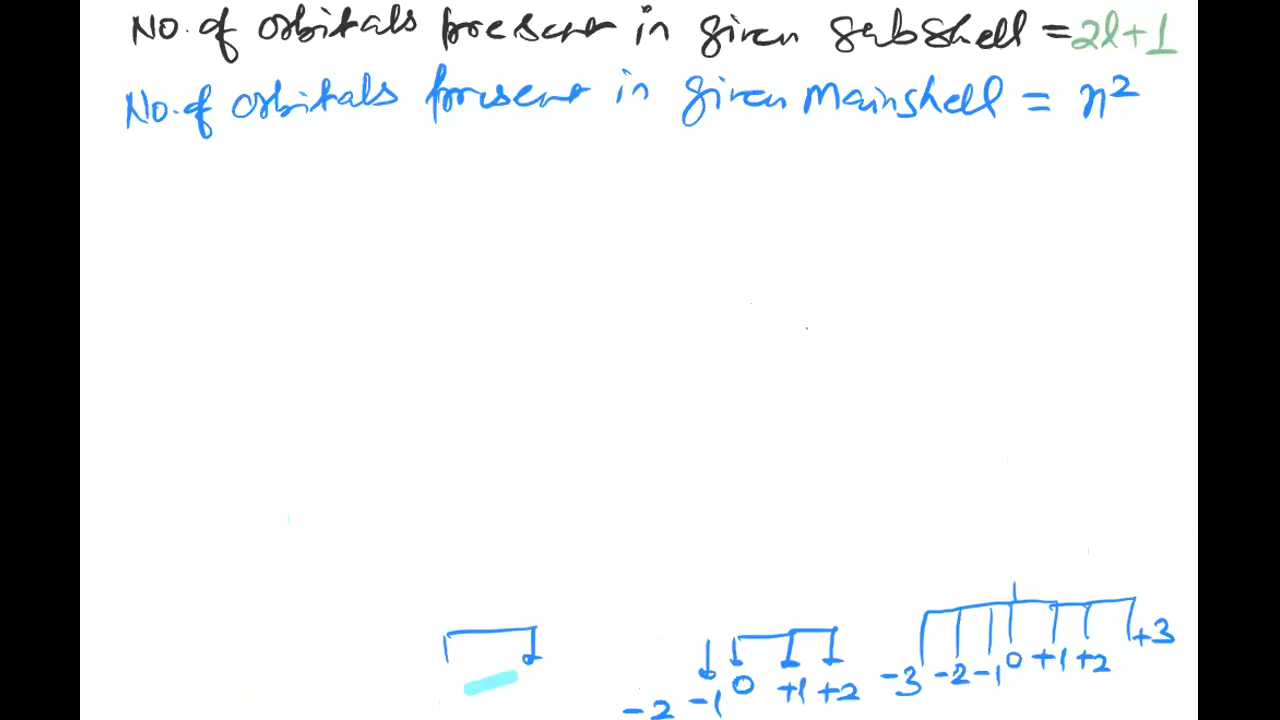 No. of orbitals present in given subshell = 2l+1
No. of orbitals present in given Mainshell = n²
-2 -1 0 +1 +2
-3 -2 -1 0 +1 +2 +3